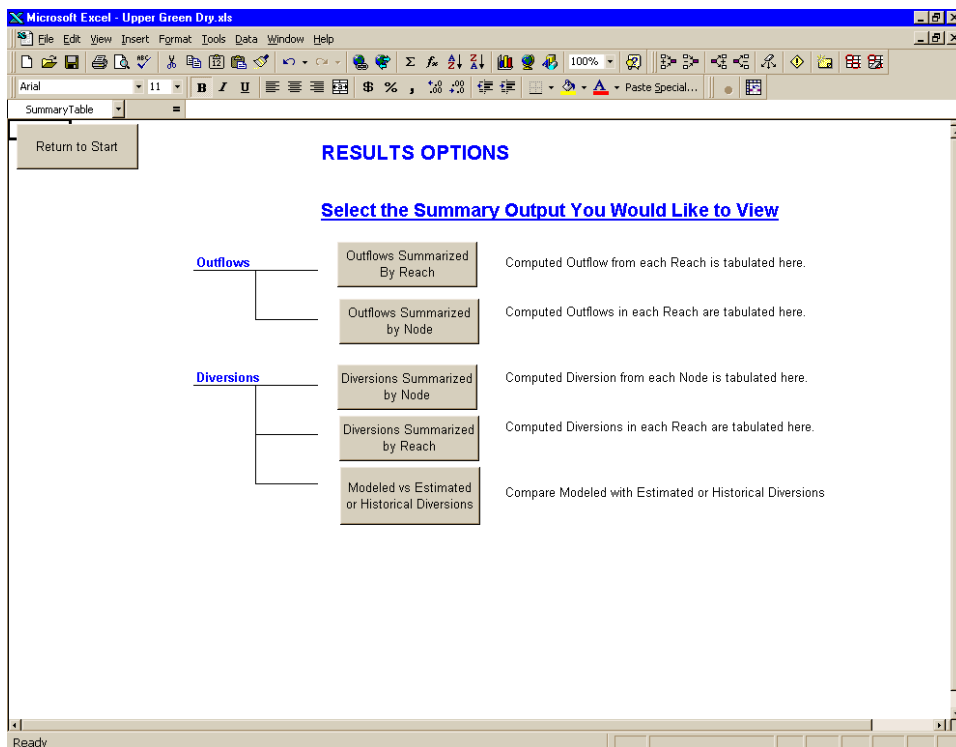 Microsoft Excel - Upper Green Dry.xls
File Edit View Insert Format Tools Data Window Help
100%
Arial 11 B I U $ % , Paste Special...
SummaryTable =
Return to Start
RESULTS OPTIONS
Select the Summary Output You Would Like to View
Outflows
Outflows Summarized
By Reach
Computed Outflow from each Reach is tabulated here.
Outflows Summarized
by Node
Computed Outflows in each Reach are tabulated here.
Diversions
Diversions Summarized
by Node
Computed Diversion from each Node is tabulated here.
Diversions Summarized
by Reach
Computed Diversions in each Reach are tabulated here.
Modeled vs Estimated
or Historical Diversions
Compare Modeled with Estimated or Historical Diversions
Ready